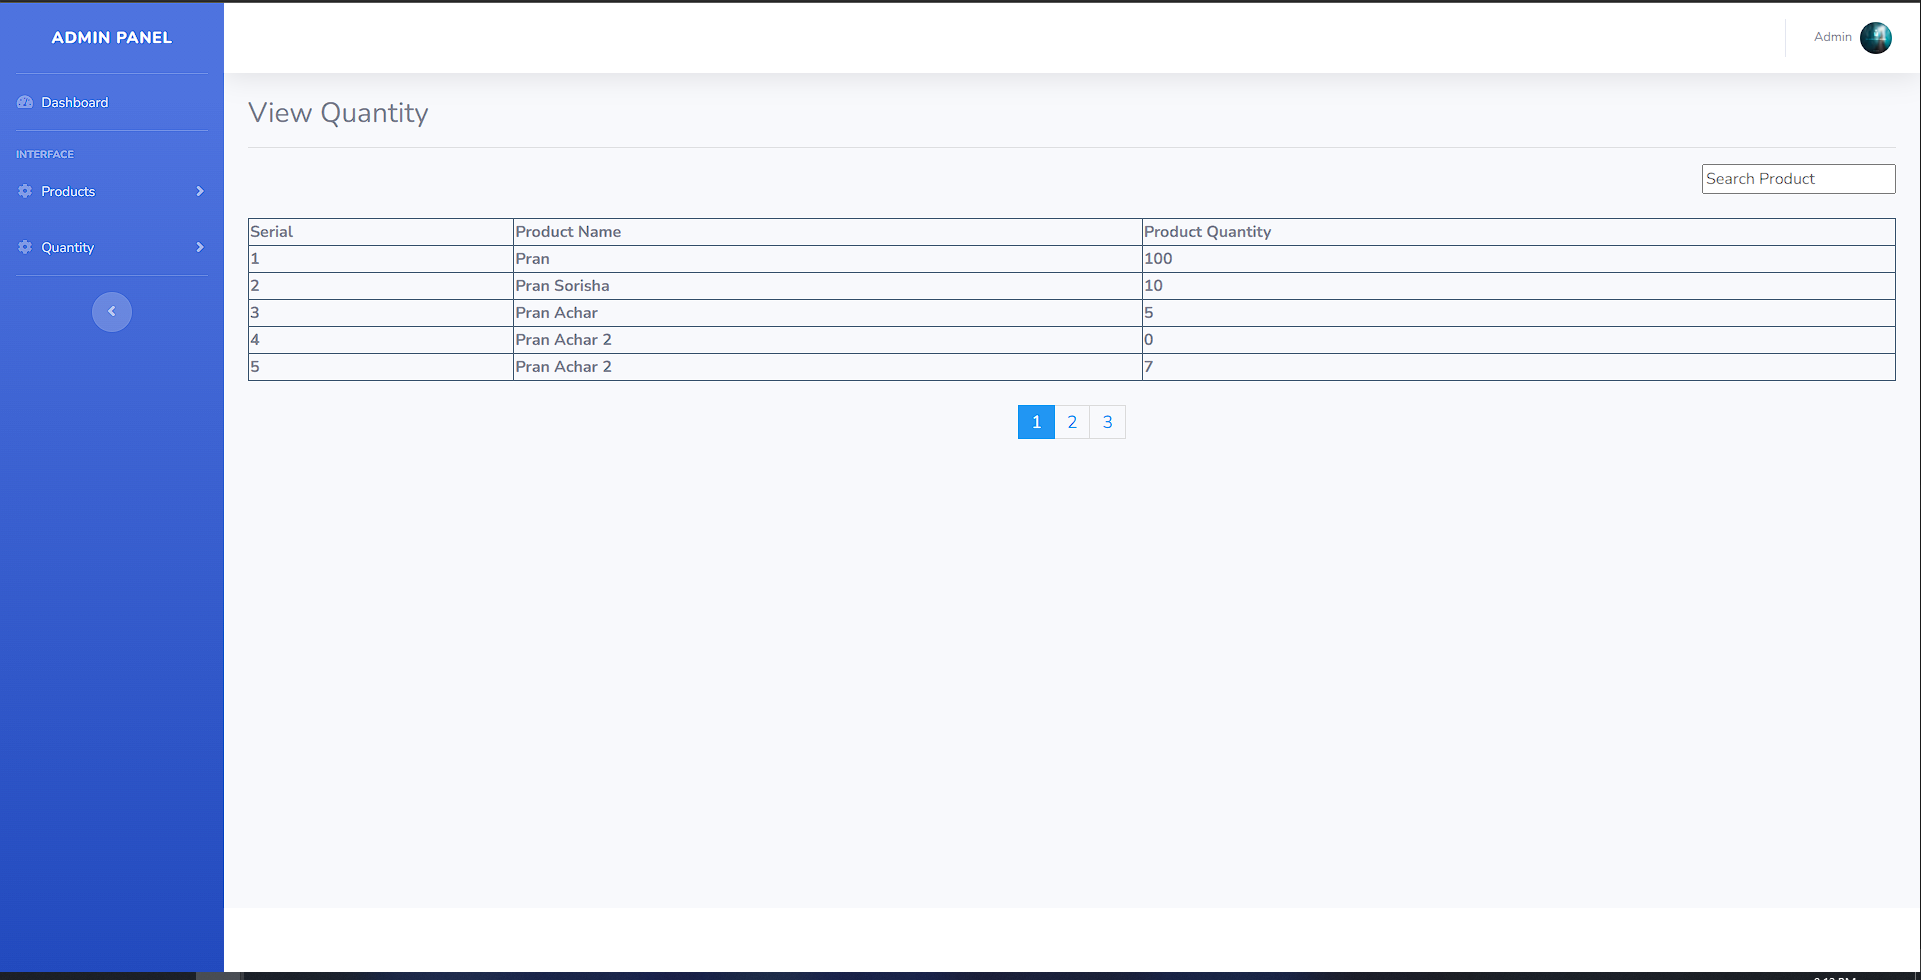 ADMIN PANEL
Admin
Dashboard
View Quantity
INTERFACE
Search Product
Products
Serial Product Name Product Quantity
Quantity
1 Pran 100
2 Pran Sorisha 10
3 Pran Achar 5
4 Pran Achar 2 0
5 Pran Achar 2 7
1 2 3